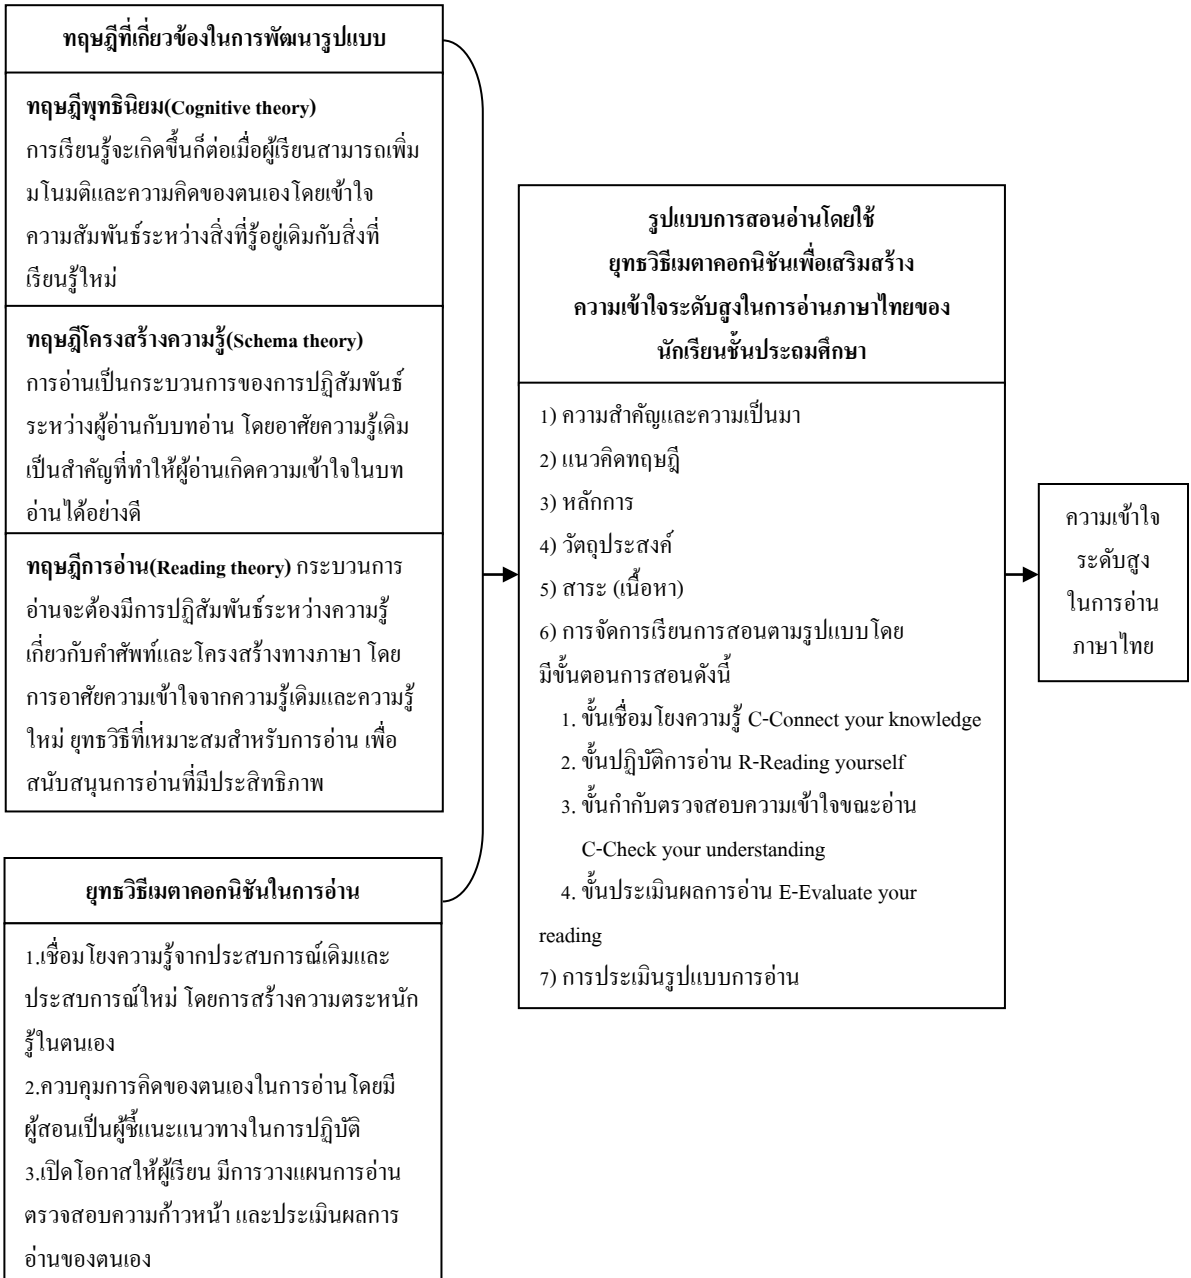 ทฤษฎีที่เกี่ยวข้องในการพัฒนารูปแบบ
ทฤษฎีพุทธินิยม(Cognitive theory)
การเรียนรู้จะเกิดขึ้นก็ต่อเมื่อผู้เรียนสามารถเพิ่ม
มโนมติและความคิดของตนเองโดยเข้าใจ
ความสัมพันธ์ระหว่างสิ่งที่รู้อยู่เดิมกับสิ่งที่
เรียนรู้ใหม่
ทฤษฎีโครงสร้างความรู้(Schema theory)
การอ่านเป็นกระบวนการของการปฏิสัมพันธ์
ระหว่างผู้อ่านกับบทอ่าน โดยอาศัยความรู้เดิม
เป็นสำคัญที่ทำให้ผู้อ่านเกิดความเข้าใจในบท
อ่านได้อย่างดี
ทฤษฎีการอ่าน(Reading theory) กระบวนการ
อ่านจะต้องมีการปฏิสัมพันธ์ระหว่างความรู้
เกี่ยวกับคำศัพท์และโครงสร้างทางภาษา โดย
การอาศัยความเข้าใจจากความรู้เดิมและความรู้
ใหม่ ยุทธวิธีที่เหมาะสมสำหรับการอ่าน เพื่อ
สนับสนุนการอ่านที่มีประสิทธิภาพ
ยุทธวิธีเมตาคอกนิชันในการอ่าน
1.เชื่อมโยงความรู้จากประสบการณ์เดิมและ
ประสบการณ์ใหม่ โดยการสร้างความตระหนัก
รู้ในตนเอง
2.ควบคุมการคิดของตนเองในการอ่านโดยมี
ผู้สอนเป็นผู้ชี้แนะแนวทางในการปฏิบัติ
3.เปิดโอกาสให้ผู้เรียน มีการวางแผนการอ่าน
ตรวจสอบความก้าวหน้า และประเมินผลการ
อ่านของตนเอง
รูปแบบการสอนอ่านโดยใช้
ยุทธวิธีเมตาคอกนิชันเพื่อเสริมสร้าง
ความเข้าใจระดับสูงในการอ่านภาษาไทยของ
นักเรียนชั้นประถมศึกษา
1) ความสำคัญและความเป็นมา
2) แนวคิดทฤษฎี
3) หลักการ
4) วัตถุประสงค์
5) สาระ (เนื้อหา)
6) การจัดการเรียนการสอนตามรูปแบบโดย
มีขั้นตอนการสอนดังนี้
1. ขั้นเชื่อมโยงความรู้ C-Connect your knowledge
2. ขั้นปฏิบัติการอ่าน R-Reading yourself
3. ขั้นกำกับตรวจสอบความเข้าใจขณะอ่าน
C-Check your understanding
4. ขั้นประเมินผลการอ่าน E-Evaluate your
reading
7) การประเมินรูปแบบการอ่าน
ความเข้าใจ
ระดับสูง
ในการอ่าน
ภาษาไทย